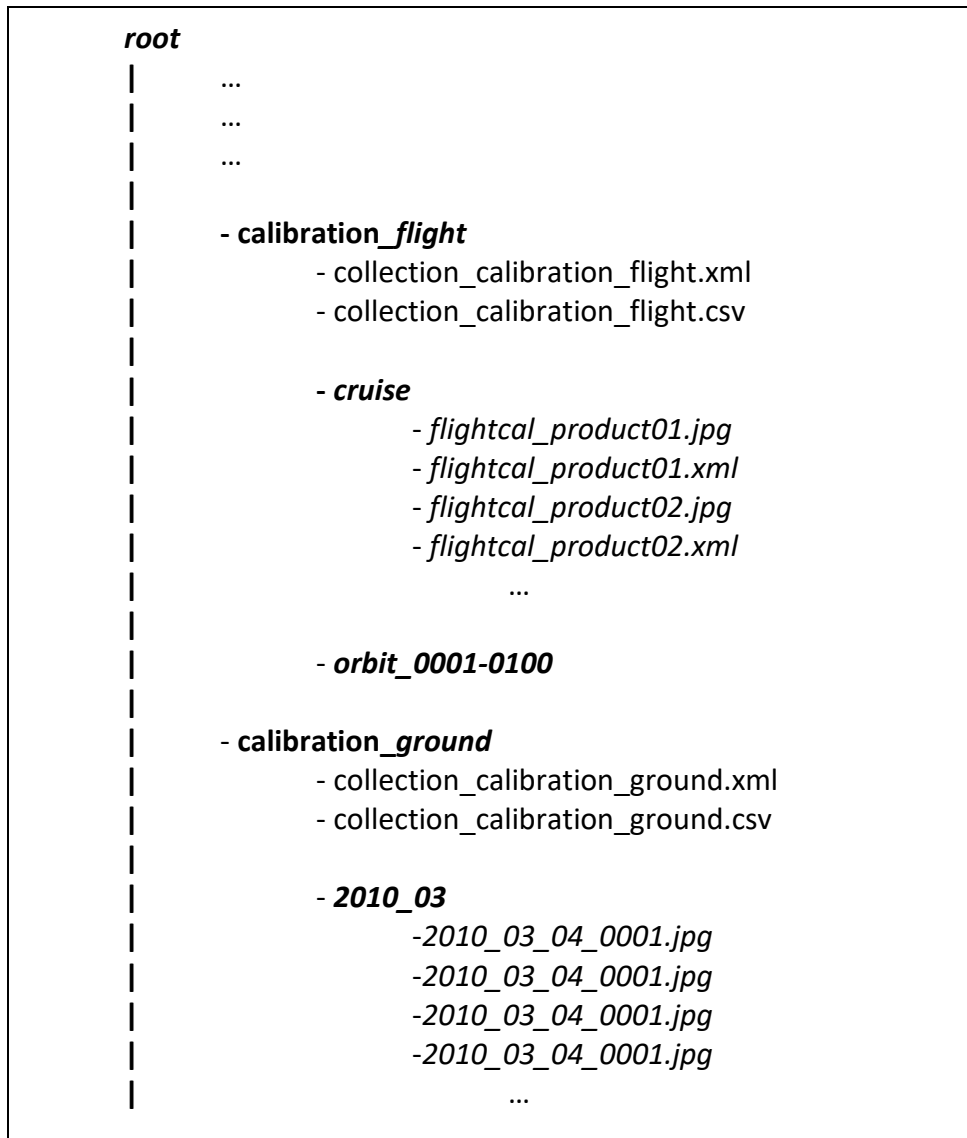 root
| …
| …
| …
|
| - calibration_flight
| - collection_calibration_flight.xml
| - collection_calibration_flight.csv
|
| - cruise
| - flightcal_product01.jpg
| - flightcal_product01.xml
| - flightcal_product02.jpg
| - flightcal_product02.xml
| …
|
| - orbit_0001-0100
|
| - calibration_ground
| - collection_calibration_ground.xml
| - collection_calibration_ground.csv
|
| - 2010_03
| -2010_03_04_0001.jpg
| -2010_03_04_0001.jpg
| -2010_03_04_0001.jpg
| -2010_03_04_0001.jpg
| …